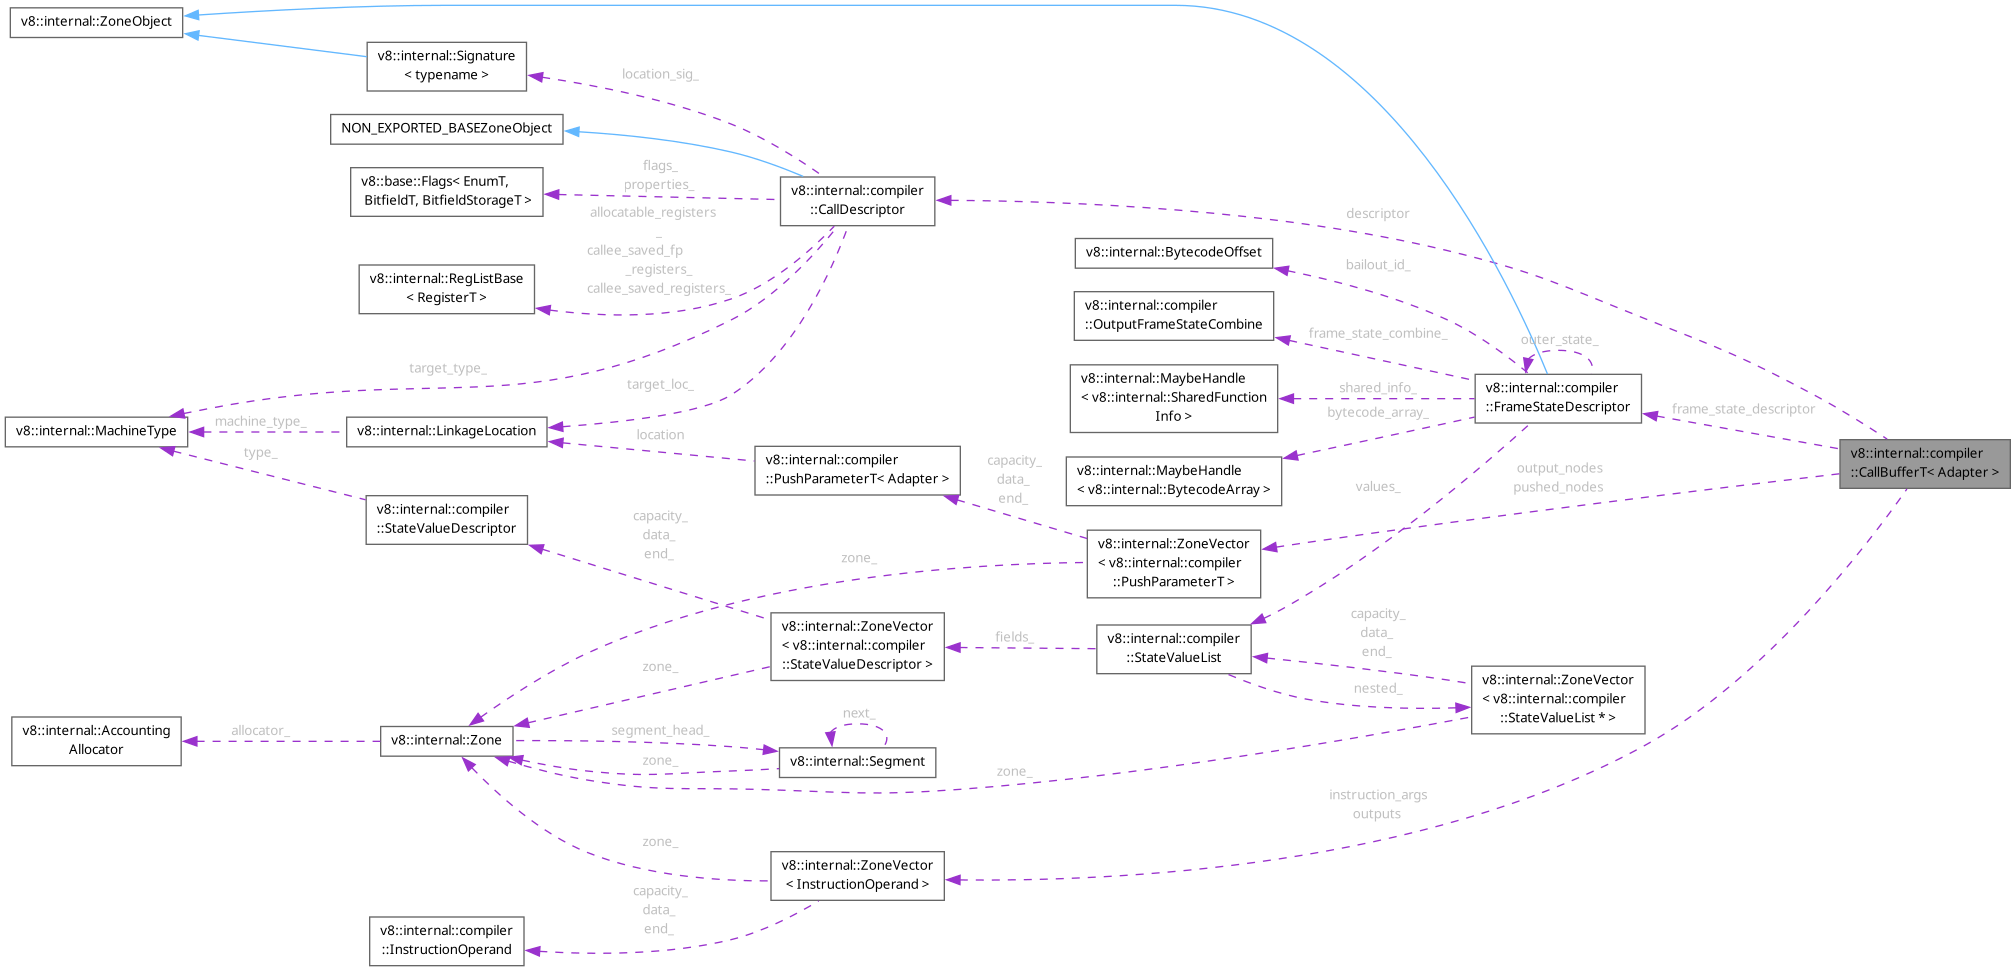 v8::internal::ZoneObject
v8::internal::Signature
< typename >
location_sig_
NON_EXPORTED_BASEZoneObject
flags_
properties_
v8::base::Flags< EnumT,
BitfieldT, BitfieldStorageT >
v8::internal::compiler
::CallDescriptor
allocatable_registers
_
callee_saved_fp
_registers_
callee_saved_registers_
descriptor
v8::internal::BytecodeOffset
bailout_id_
v8::internal::RegListBase
< RegisterT >
v8::internal::compiler
::OutputFrameStateCombine
frame_state_combine_
outer_state_
target_type_
target_loc_
v8::internal::MaybeHandle
< v8::internal::SharedFunction
Info >
shared_info_
bytecode_array_
v8::internal::compiler
::FrameStateDescriptor
frame_state_descriptor
v8::internal::MachineType
machine_type_
v8::internal::LinkageLocation
location
type_
v8::internal::compiler
::PushParameterT< Adapter >
capacity_
data_
end_
v8::internal::MaybeHandle
< v8::internal::BytecodeArray >
values_
output_nodes
pushed_nodes
v8::internal::compiler
::CallBufferT< Adapter >
v8::internal::compiler
::StateValueDescriptor
capacity_
data_
end_
zone_
v8::internal::ZoneVector
< v8::internal::compiler
::PushParameterT >
v8::internal::ZoneVector
< v8::internal::compiler
::StateValueDescriptor >
fields_
v8::internal::compiler
::StateValueList
capacity_
data_
end_
nested_
v8::internal::ZoneVector
< v8::internal::compiler
::StateValueList * >
zone_
v8::internal::Accounting
Allocator
allocator_
v8::internal::Zone
segment_head_
zone_
next_
v8::internal::Segment
zone_
instruction_args
outputs
zone_
v8::internal::ZoneVector
< InstructionOperand >
capacity_
data_
end_
v8::internal::compiler
::InstructionOperand